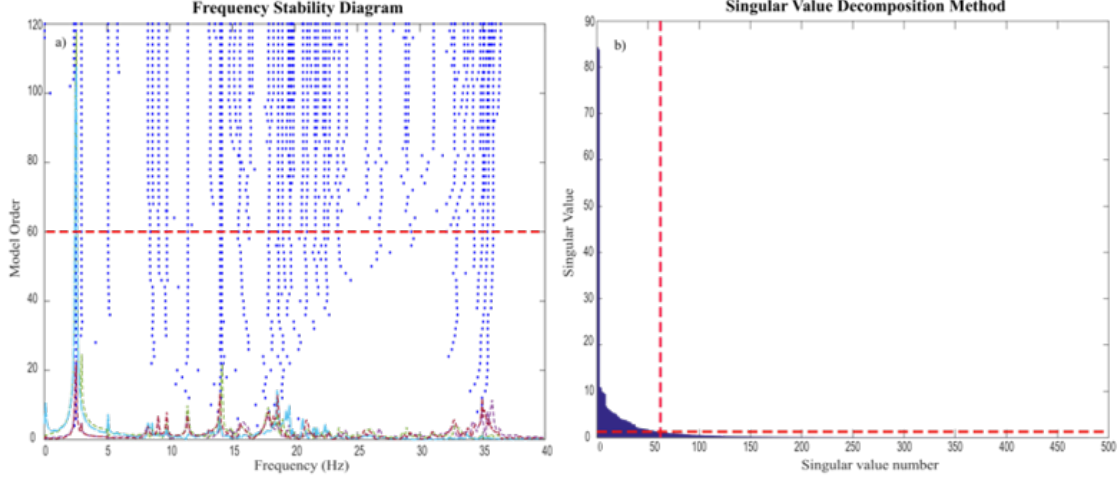 Frequency Stability Diagram
a)
120
100
80
60
40
20
0
Model Order
0 5 10 15 20 25 30 35 40
Frequency (Hz)
Singular Value Decomposition Method
b)
90
80
70
60
50
40
30
20
10
0
Singular Value
0 50 100 150 200 250 300 350 400 450 500
Singular value number